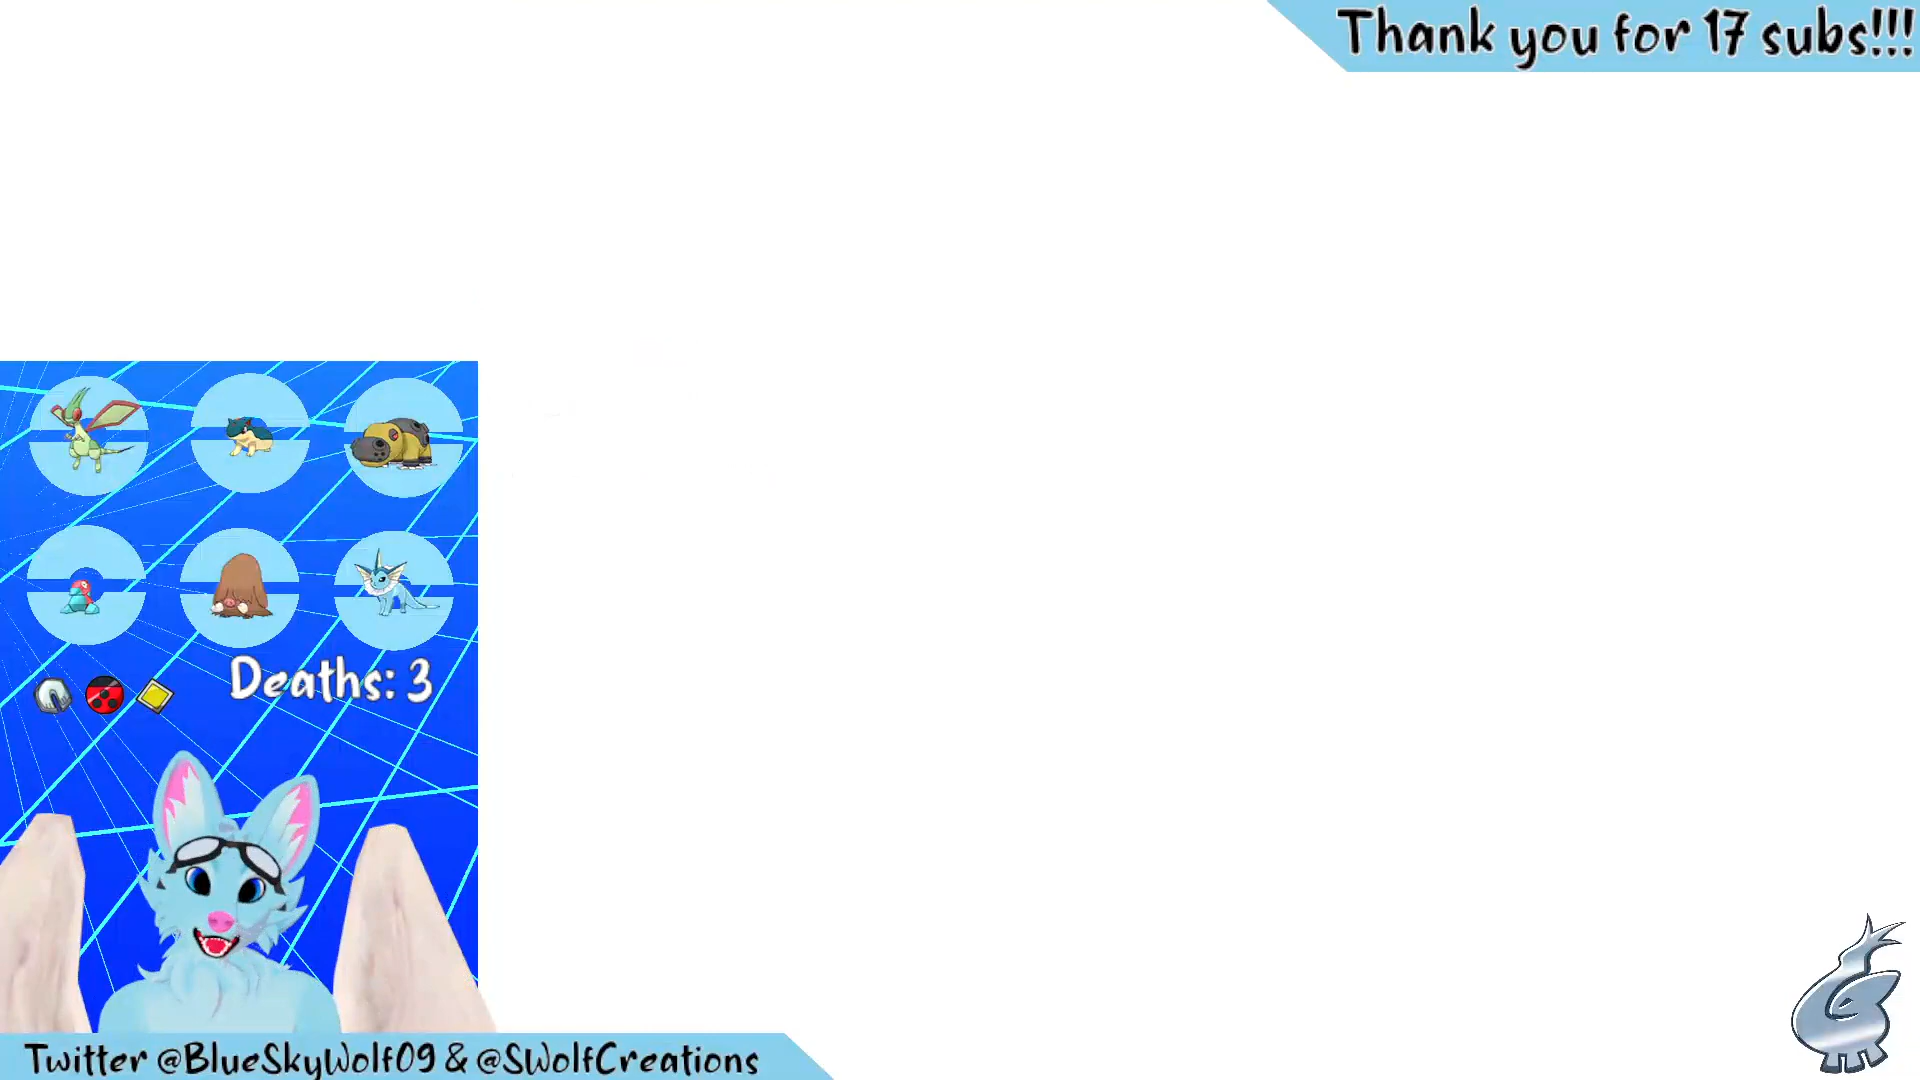 Thank you for 17 subs!!!
Deaths: 3
Twitter @BlueSkyWolf09 & @SWolfCreations